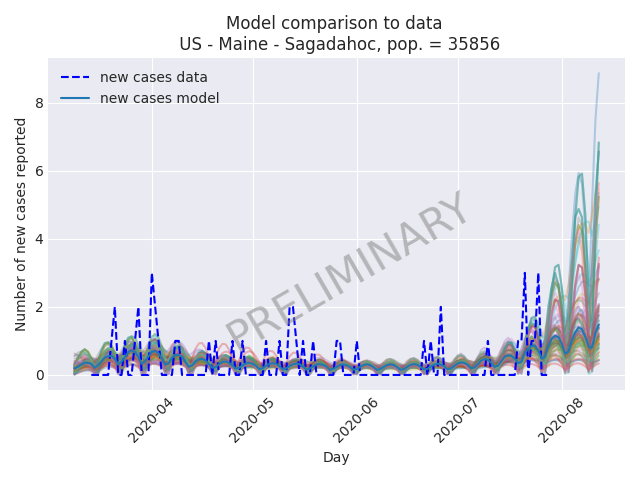 Model comparison to data
US - Maine - Sagadahoc, pop. = 35856
new cases data
new cases model
Number of new cases reported
8
6
4
2
0
PRELIMINARY
2020-04
2020-05
2020-06
2020-07
2020-08
Day